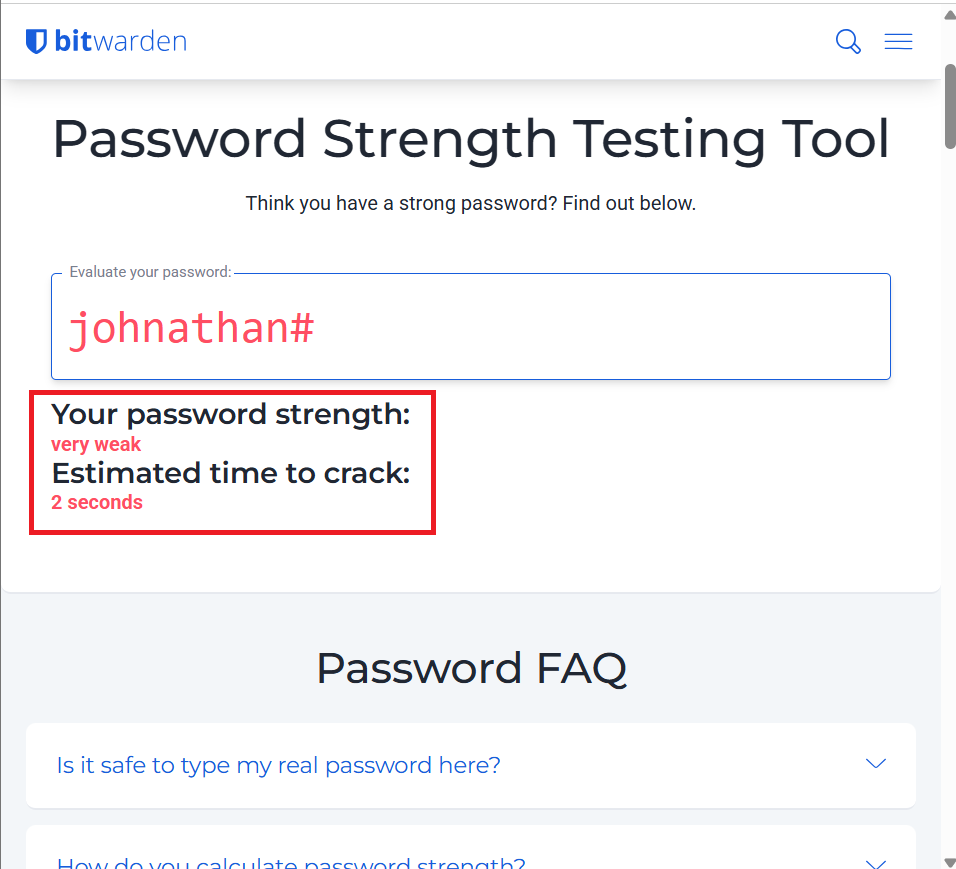 bitwarden
Password Strength Testing Tool
Think you have a strong password? Find out below.
Evaluate your password:
johnathan#
Your password strength:
very weak
Estimated time to crack:
2 seconds
Password FAQ
Is it safe to type my real password here?
How do you calculate password strength?